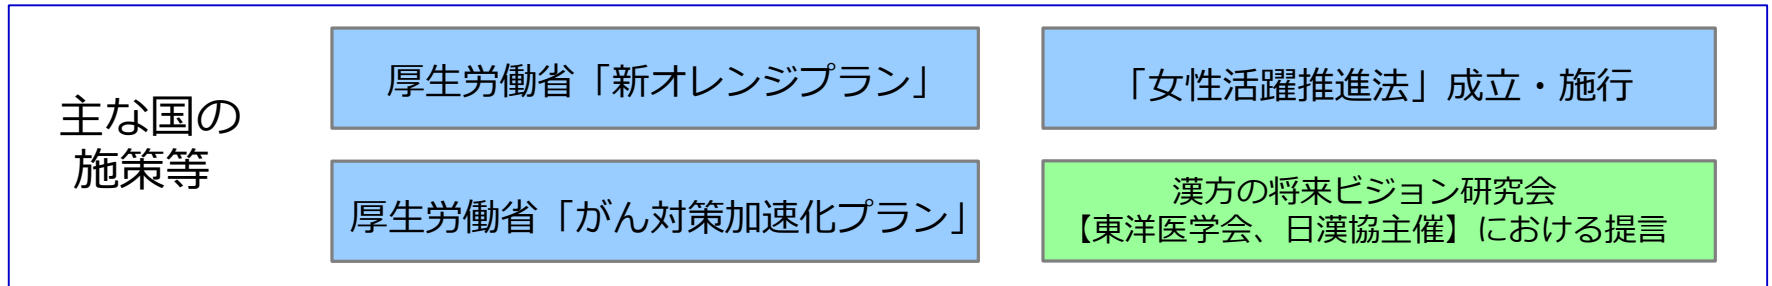 主な国の
施策等
厚生労働省「新オレンジプラン」
「女性活躍推進法」成立・施行
厚生労働省「がん対策加速化プラン」
漢方の将来ビジョン研究会
【東洋医学会、日漢協主催】における提言